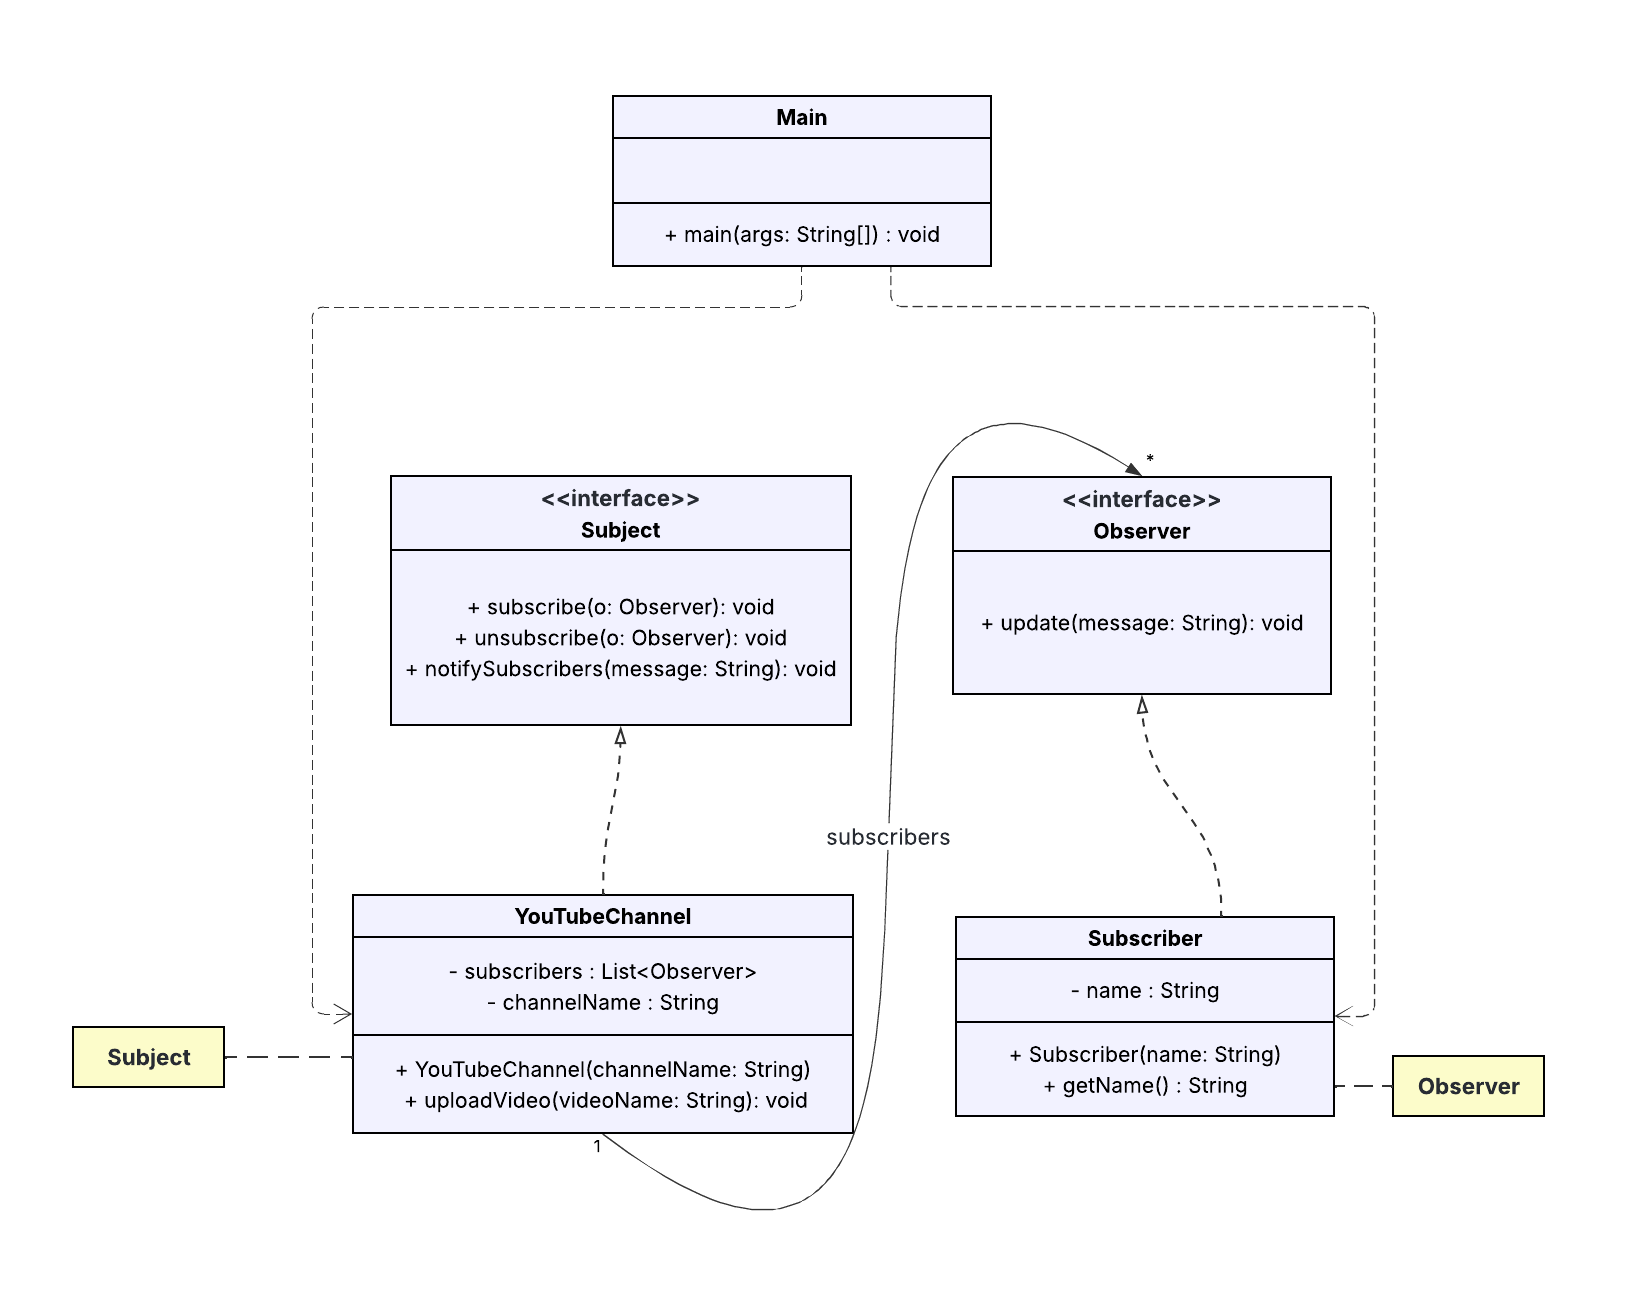 Main
+ main(args: String[]) : void
*
<<interface>>
Subject
+ subscribe(o: Observer): void
+ unsubscribe(o: Observer): void
+ notifySubscribers(message: String): void
<<interface>>
Observer
+ update(message: String): void
subscribers
YouTubeChannel
- subscribers : List<Observer>
- channelName : String
+ YouTubeChannel(channelName: String)
+ uploadVideo(videoName: String): void
1
Subject
Subscriber
- name : String
+ Subscriber(name: String)
+ getName() : String
Observer